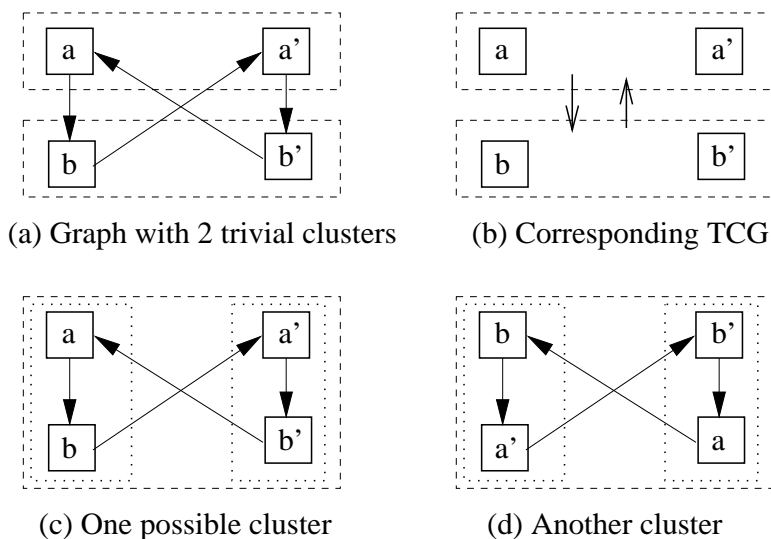 a a’ a a’
b b’ b b’
(a) Graph with 2 trivial clusters (b) Corresponding TCG
a a’ b b’
b b’ a’ a
(c) One possible cluster (d) Another cluster